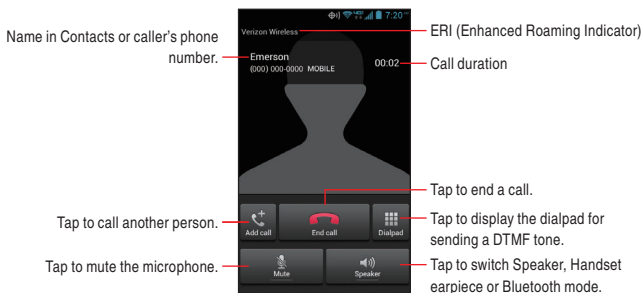 7:20
Verizon Wireless
ERI (Enhanced Roaming Indicator)
Name in Contacts or caller's phone
number.
Emerson
(000) 000-0000 MOBILE
00:02
Call duration
Tap to end a call.
Tap to call another person.
Add call
End call
Dialpad
Tap to display the dialpad for
sending a DTMF tone.
Tap to mute the microphone.
Mute
Speaker
Tap to switch Speaker, Handset
earpiece or Bluetooth mode.